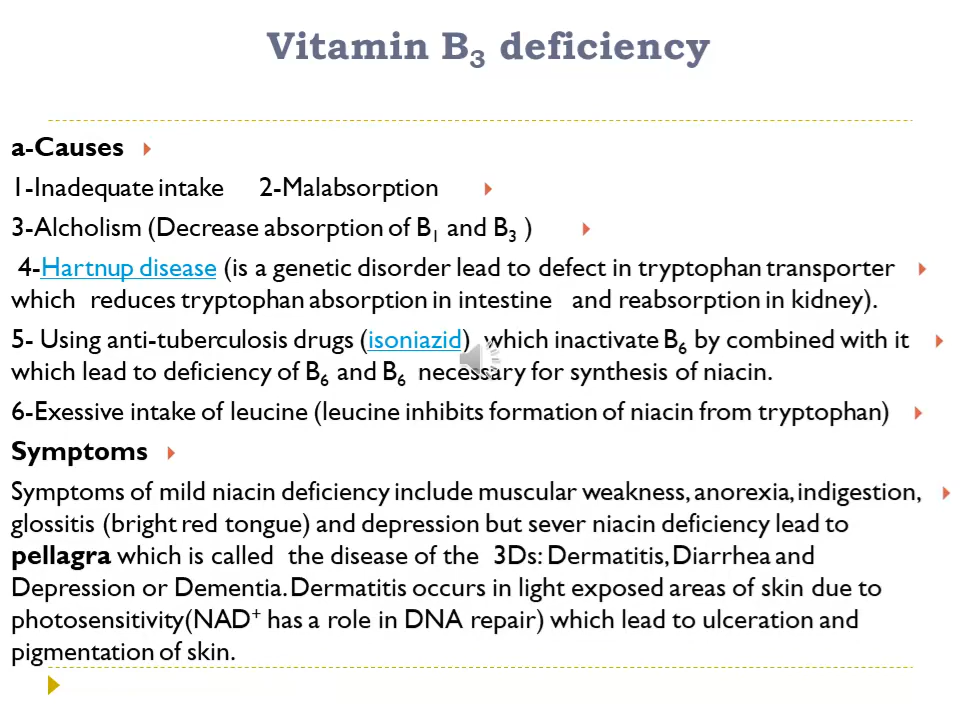 Vitamin B₃ deficiency
a-Causes
1-Inadequate intake 2-Malabsorption
3-Alcholism (Decrease absorption of B₁ and B₃ )
4-Hartnup disease (is a genetic disorder lead to defect in tryptophan transporter
which reduces tryptophan absorption in intestine and reabsorption in kidney).
5- Using anti-tuberculosis drugs (isoniazid) which inactivate B₆ by combined with it
which lead to deficiency of B₆ and B₆ necessary for synthesis of niacin.
6-Exessive intake of leucine (leucine inhibits formation of niacin from tryptophan)
Symptoms
Symptoms of mild niacin deficiency include muscular weakness, anorexia, indigestion,
glossitis (bright red tongue) and depression but sever niacin deficiency lead to
pellagra which is called the disease of the 3Ds: Dermatitis, Diarrhea and
Depression or Dementia. Dermatitis occurs in light exposed areas of skin due to
photosensitivity(NAD⁺ has a role in DNA repair) which lead to ulceration and
pigmentation of skin.